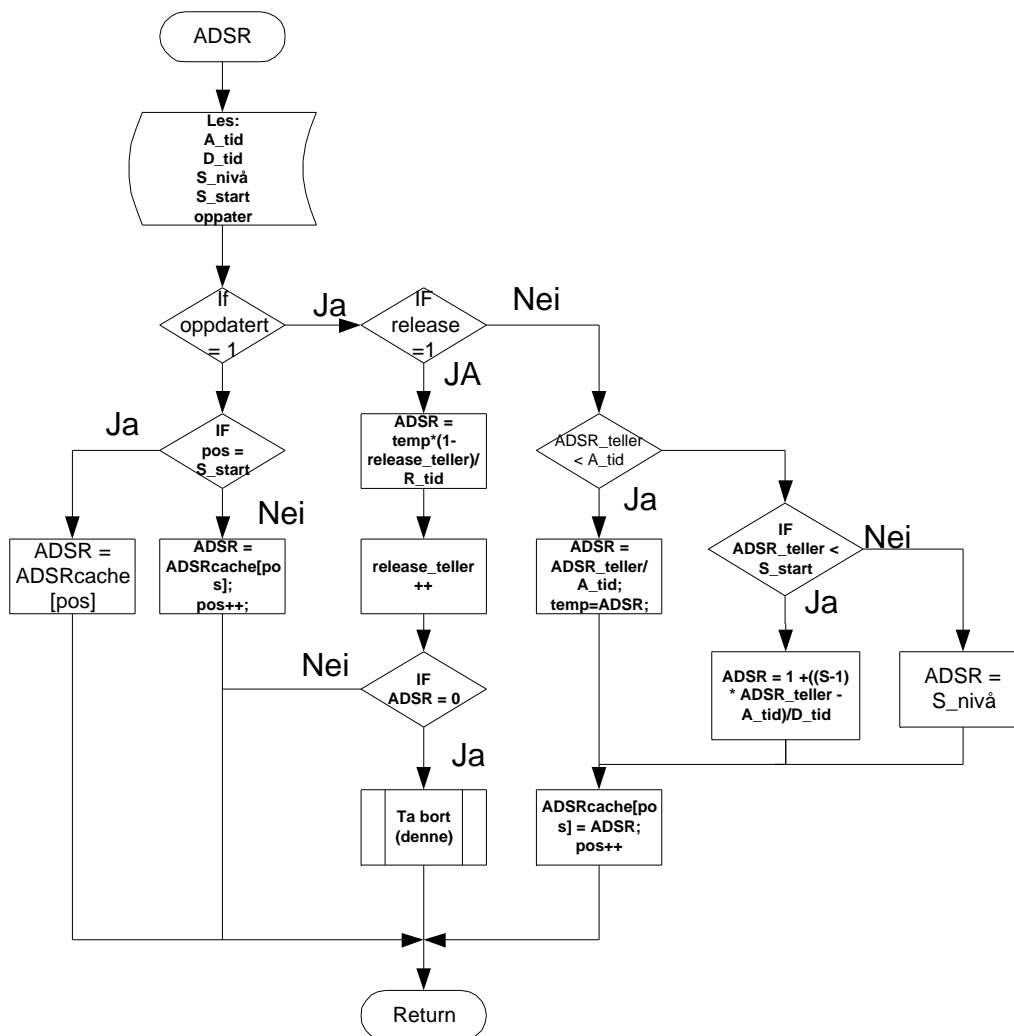 ADSR
Les:
A_tid
D_tid
S_nivå
S_start
oppater
If
oppdatert
= 1
Ja
IF
release
=1
Nei
JA
Ja
IF
pos =
S_start
Nei
ADSR =
temp*(1-
release_teller)/
R_tid
ADSR_teller
< A_tid
Ja
IF
ADSR_teller <
S_start
Nei
Ja
ADSR =
ADSRcache
[pos]
ADSR =
ADSRcache[po
s];
pos++;
release_teller
++
ADSR =
ADSR_teller/
A_tid;
temp=ADSR;
Nei
IF
ADSR = 0
Ja
ADSR = 1 +((S-1)
* ADSR_teller -
A_tid)/D_tid
ADSR =
S_nivå
Ta bort
(denne)
ADSRcache[po
s] = ADSR;
pos++
Return